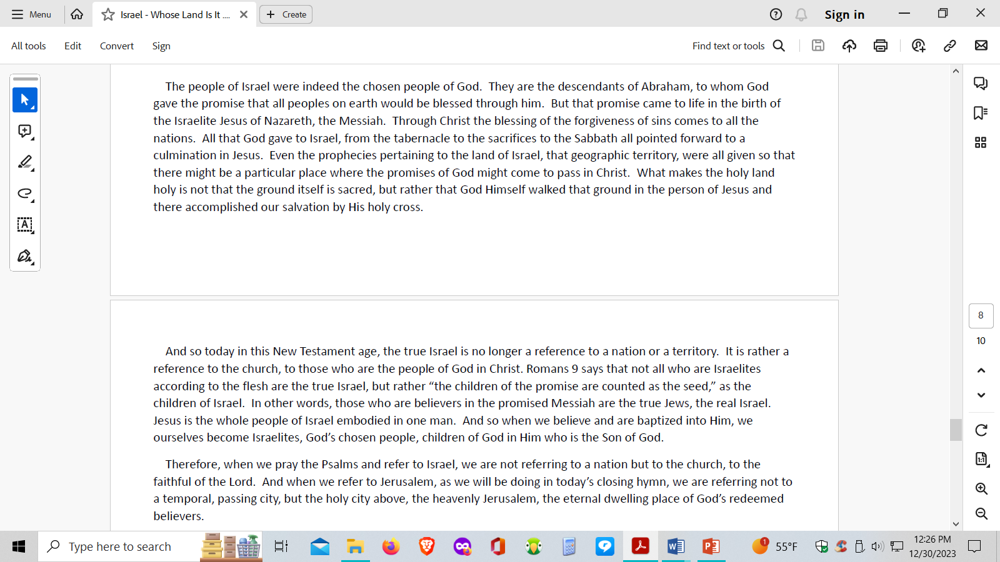 Menu
Israel - Whose Land Is It ....
Create
Sign in
All tools
Edit
Convert
Sign
Find text or tools
The people of Israel were indeed the chosen people of God.  They are the descendants of Abraham, to whom God
gave the promise that all peoples on earth would be blessed through him.  But that promise came to life in the birth of
the Israelite Jesus of Nazareth, the Messiah.  Through Christ the blessing of the forgiveness of sins comes to all the
nations.  All that God gave to Israel, from the tabernacle to the sacrifices to the Sabbath all pointed forward to a
culmination in Jesus.  Even the prophecies pertaining to the land of Israel, that geographic territory, were all given so that
there might be a particular place where the promises of God might come to pass in Christ.  What makes the holy land
holy is not that the ground itself is sacred, but rather that God Himself walked that ground in the person of Jesus and
there accomplished our salvation by His holy cross.
8
10
And so today in this New Testament age, the true Israel is no longer a reference to a nation or a territory.  It is rather a
reference to the church, to those who are the people of God in Christ. Romans 9 says that not all who are Israelites
according to the flesh are the true Israel, but rather “the children of the promise are counted as the seed,” as the
children of Israel.  In other words, those who are believers in the promised Messiah are the true Jews, the real Israel.
Jesus is the whole people of Israel embodied in one man.  And so when we believe and are baptized into Him, we
ourselves become Israelites, God’s chosen people, children of God in Him who is the Son of God.
Therefore, when we pray the Psalms and refer to Israel, we are not referring to a nation but to the church, to the
faithful of the Lord.  And when we refer to Jerusalem, as we will be doing in today’s closing hymn, we are referring not to
a temporal, passing city, but the holy city above, the heavenly Jerusalem, the eternal dwelling place of God’s redeemed
believers.
1:1
Type here to search
1
55°F
12:26 PM
12/30/2023